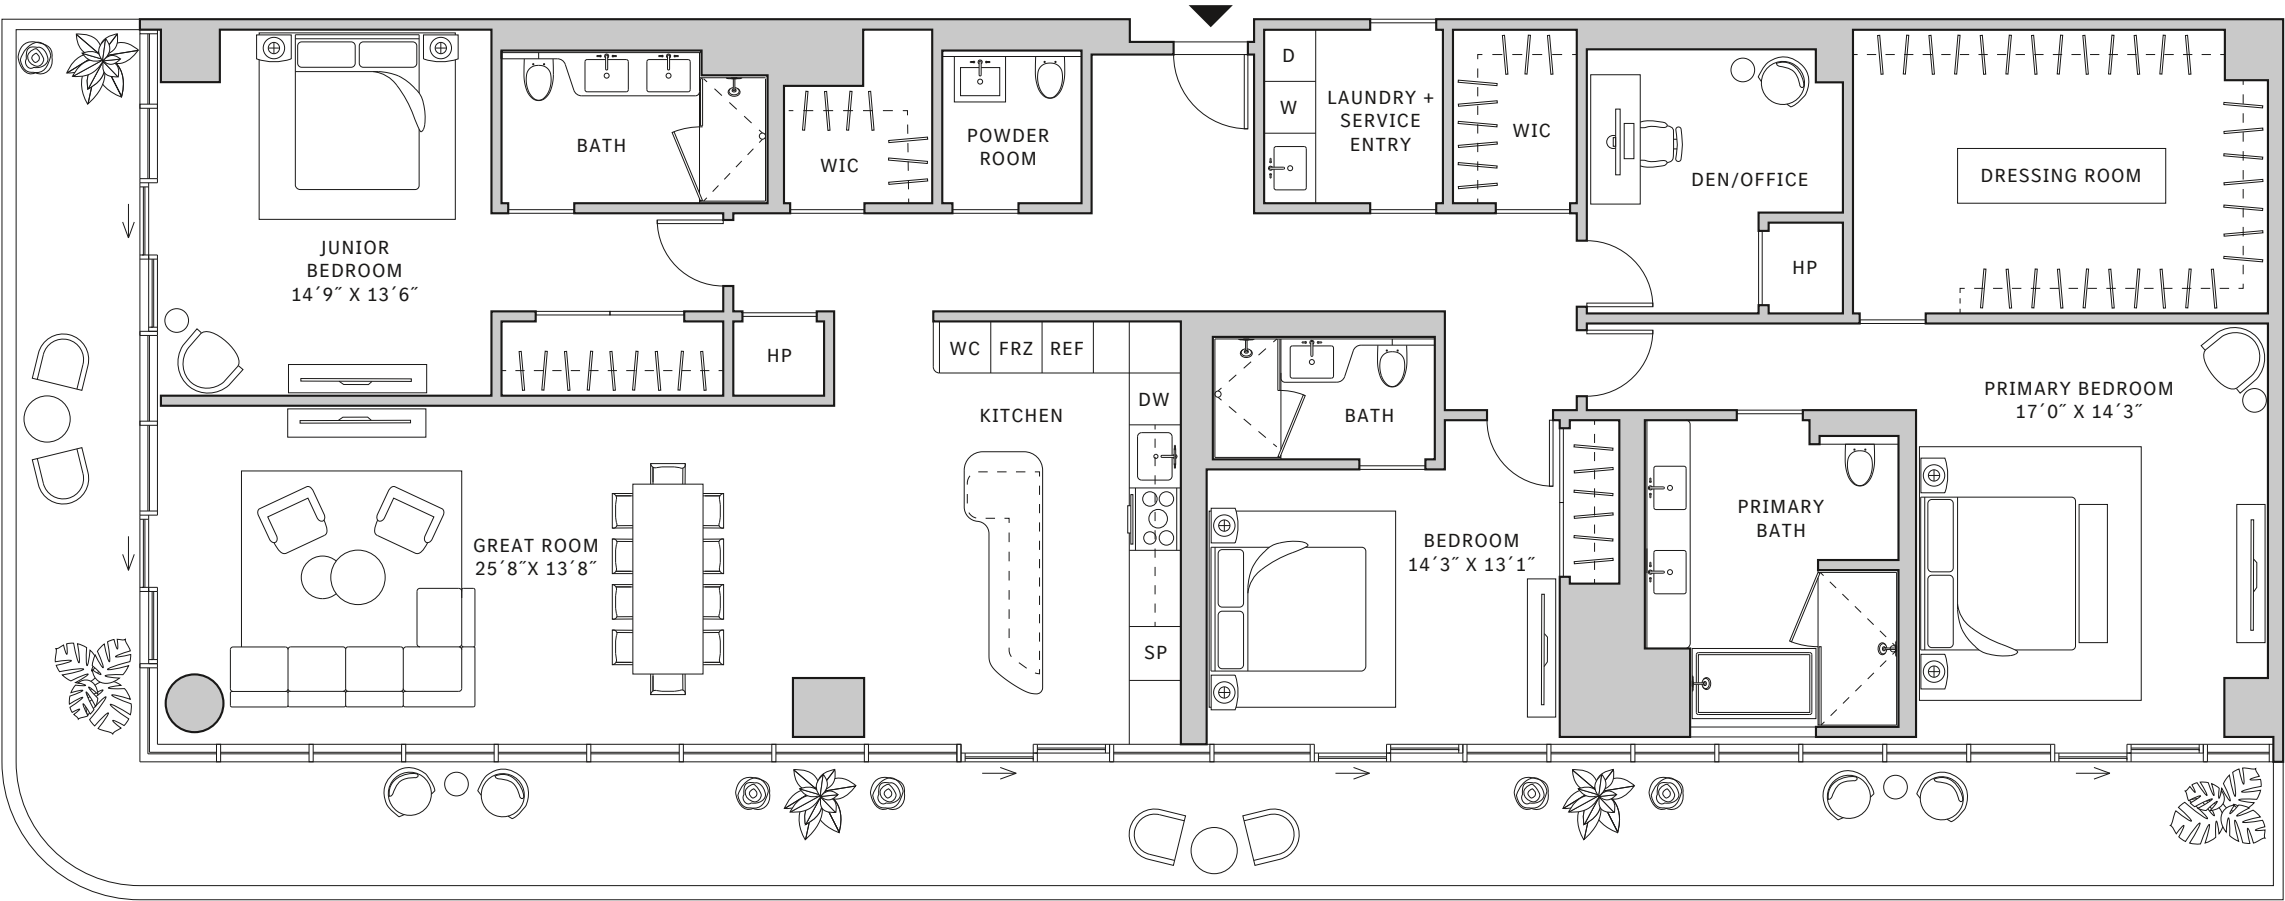 BATH
WIC
POWDER
ROOM
D
W
LAUNDRY +
SERVICE
ENTRY
WIC
DEN/OFFICE
DRESSING ROOM
JUNIOR
BEDROOM
14´9˝ X 13´6˝
HP
HP
WC
FRZ
REF
DW
KITCHEN
BATH
PRIMARY BEDROOM
17´0˝ X 14´3˝
GREAT ROOM
25´8˝X 13´8˝
BEDROOM
14´3˝ X 13´1˝
PRIMARY
BATH
SP